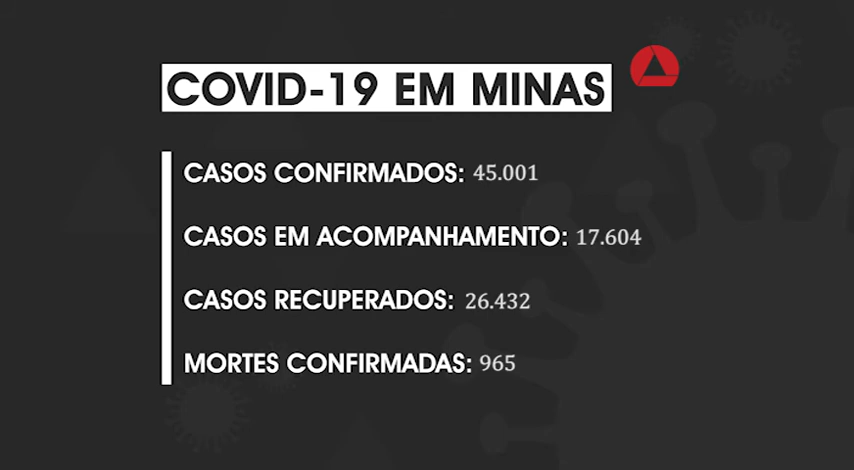 COVID-19 EM MINAS
CASOS CONFIRMADOS: 45.001
CASOS EM ACOMPANHAMENTO: 17.604
CASOS RECUPERADOS: 26.432
MORTES CONFIRMADAS: 965